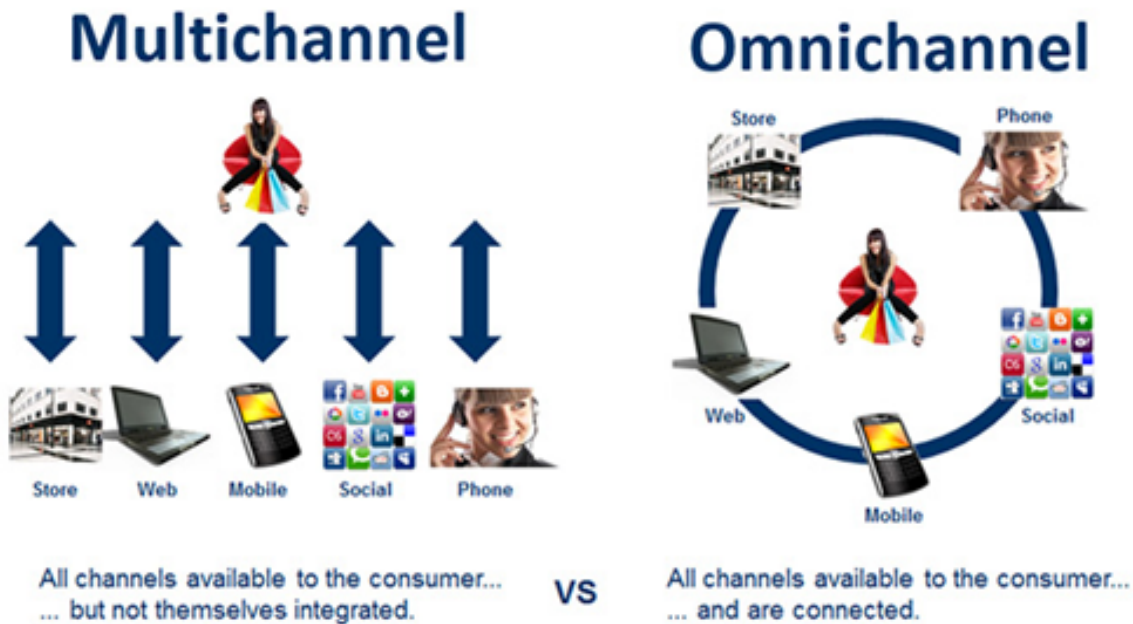 Multichannel
Omnichannel
Store
Phone
Web
Social
Mobile
Store
Web
Mobile
Social
Phone
All channels available to the consumer...
... but not themselves integrated.
VS
All channels available to the consumer...
... and are connected.